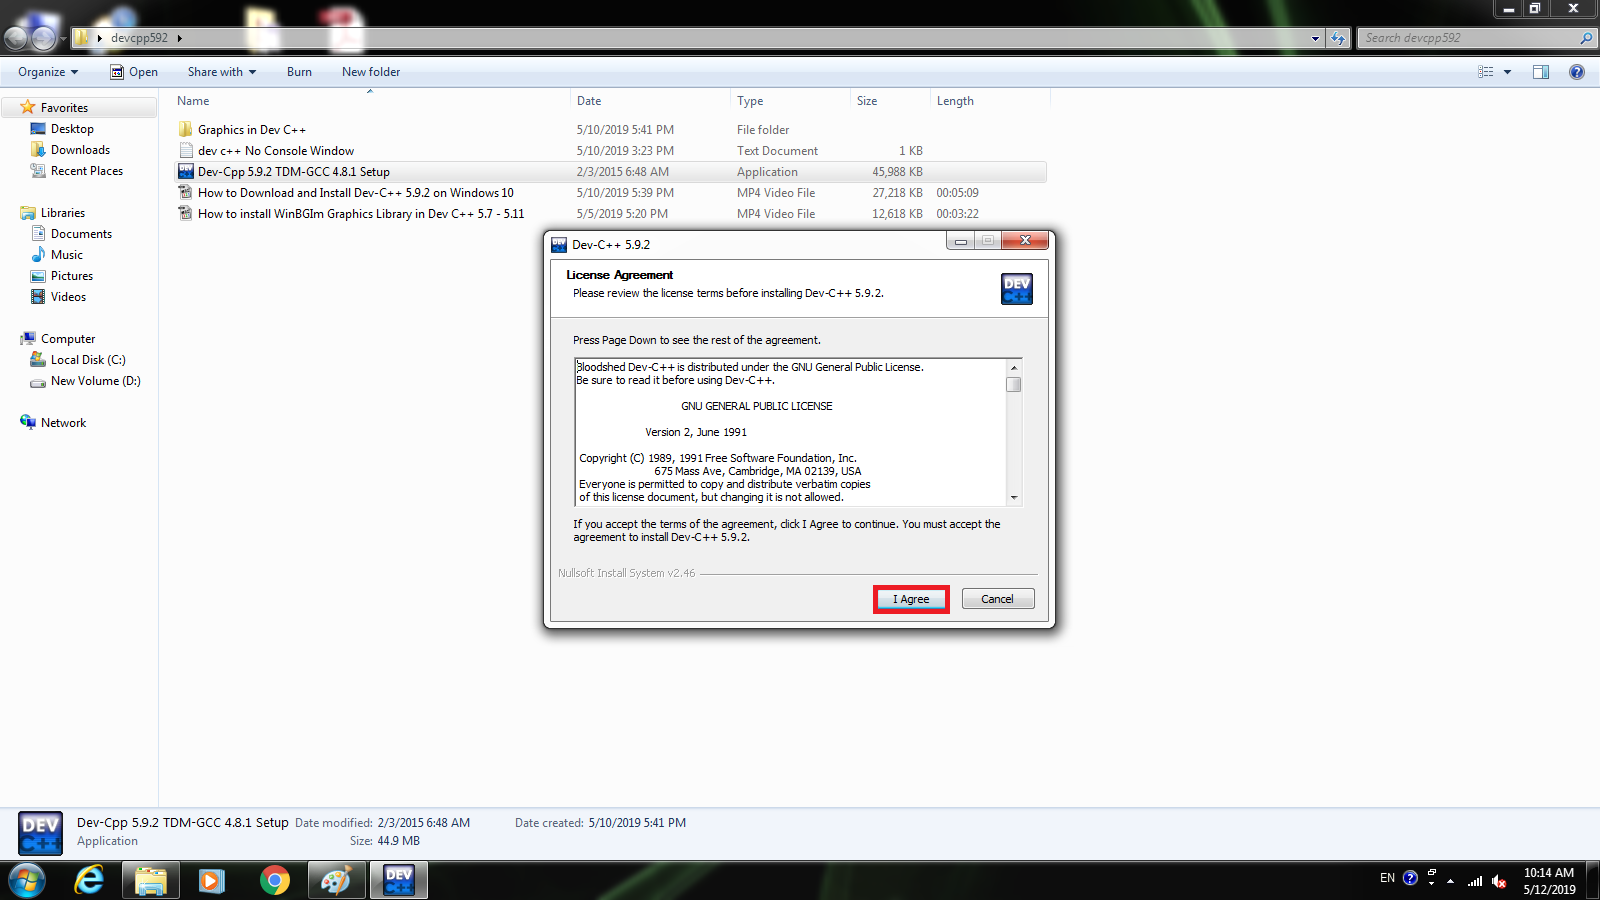 devcpp592
Search devcpp592
Organize Open Share with Burn New folder
Name Date Type Size Length
Favorites
Desktop
Downloads
Recent Places
Libraries
Documents
Music
Pictures
Videos
Computer
Local Disk (C:)
New Volume (D:)
Network
Graphics in Dev C++ 5/10/2019 5:41 PM File folder
dev c++ No Console Window 5/10/2019 3:23 PM Text Document 1 KB
Dev-Cpp 5.9.2 TDM-GCC 4.8.1 Setup 2/3/2015 6:48 AM Application 45,988 KB
How to Download and Install Dev-C++ 5.9.2 on Windows 10 5/10/2019 5:39 PM MP4 Video File 27,218 KB 00:05:09
How to install WinBGIm Graphics Library in Dev C++ 5.7 - 5.11 5/5/2019 5:20 PM MP4 Video File 12,618 KB 00:03:22
Dev-C++ 5.9.2
License Agreement
Please review the license terms before installing Dev-C++ 5.9.2.
DEV
C++
Press Page Down to see the rest of the agreement.
Bloodshed Dev-C++ is distributed under the GNU General Public License.
Be sure to read it before using Dev-C++.
GNU GENERAL PUBLIC LICENSE
Version 2, June 1991
Copyright (C) 1989, 1991 Free Software Foundation, Inc.
675 Mass Ave, Cambridge, MA 02139, USA
Everyone is permitted to copy and distribute verbatim copies
of this license document, but changing it is not allowed.
If you accept the terms of the agreement, click I Agree to continue. You must accept the
agreement to install Dev-C++ 5.9.2.
Nullsoft Install System v2.46
I Agree Cancel
DEV
C++
Dev-Cpp 5.9.2 TDM-GCC 4.8.1 Setup Date modified: 2/3/2015 6:48 AM Date created: 5/10/2019 5:41 PM
Application Size: 44.9 MB
DEV
C++
EN
10:14 AM
5/12/2019